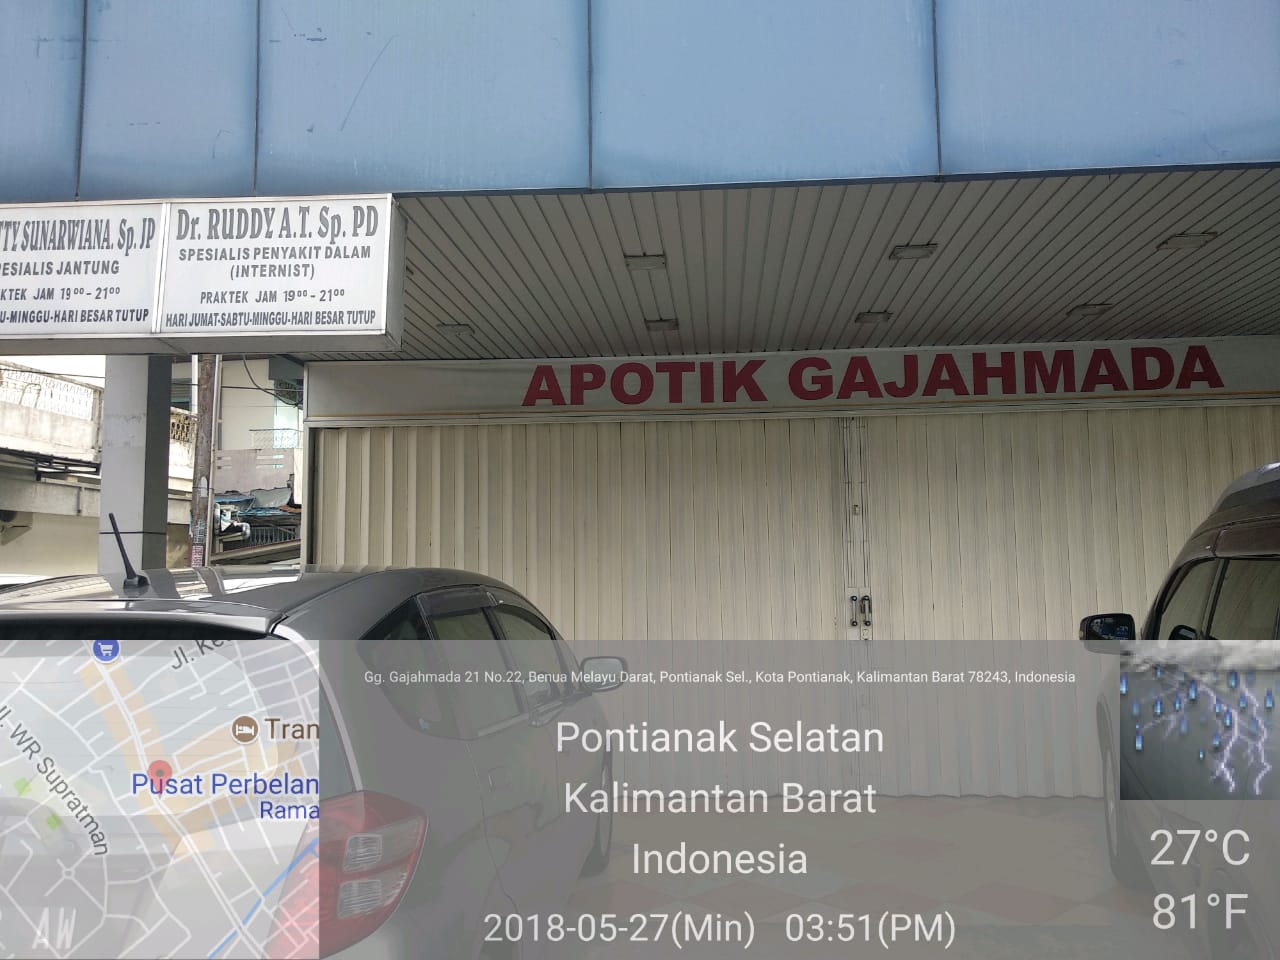 TTY SUNARWIANA. Sp. JP
PESIALIS JANTUNG
KTEK JAM 19⁰⁰ - 21⁰⁰
U-MINGGU-HARI BESAR TUTUP
Dr. RUDDY A.T. Sp. PD
SPESIALIS PENYAKIT DALAM
(INTERNIST)
PRAKTEK JAM 19⁰⁰ - 21⁰⁰
HARI JUMAT-SABTU-MINGGU-HARI BESAR TUTUP
APOTIK GAJAHMADA
Gg. Gajahmada 21 No.22, Benua Melayu Darat, Pontianak Sel., Kota Pontianak, Kalimantan Barat 78243, Indonesia
Pontianak Selatan
Kalimantan Barat
Indonesia
2018-05-27(Min) 03:51(PM)
27°C
81°F
Jl. WR Supratman
Tran
Pusat Perbelan
Rama
AW